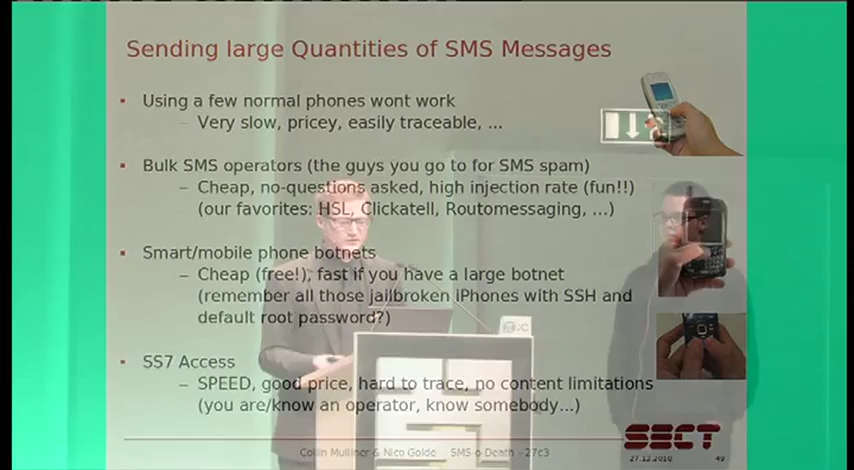 Sending large Quantities of SMS Messages
Using a few normal phones wont work
– Very slow, pricey, easily traceable, ...
Bulk SMS operators (the guys you go to for SMS spam)
– Cheap, no-questions asked, high injection rate (fun!!)
(our favorites: HSL, Clickatell, Routomessaging, ...)
Smart/mobile phone botnets
– Cheap (free!), fast if you have a large botnet
(remember all those jailbroken iPhones with SSH and
default root password?)
SS7 Access
– SPEED, good price, hard to trace, no content limitations
(you are/know an operator, know somebody...)
SECT
Collin Mulliner & Nico Golde SMS-o-Death - 27c3
27.12.2010
49